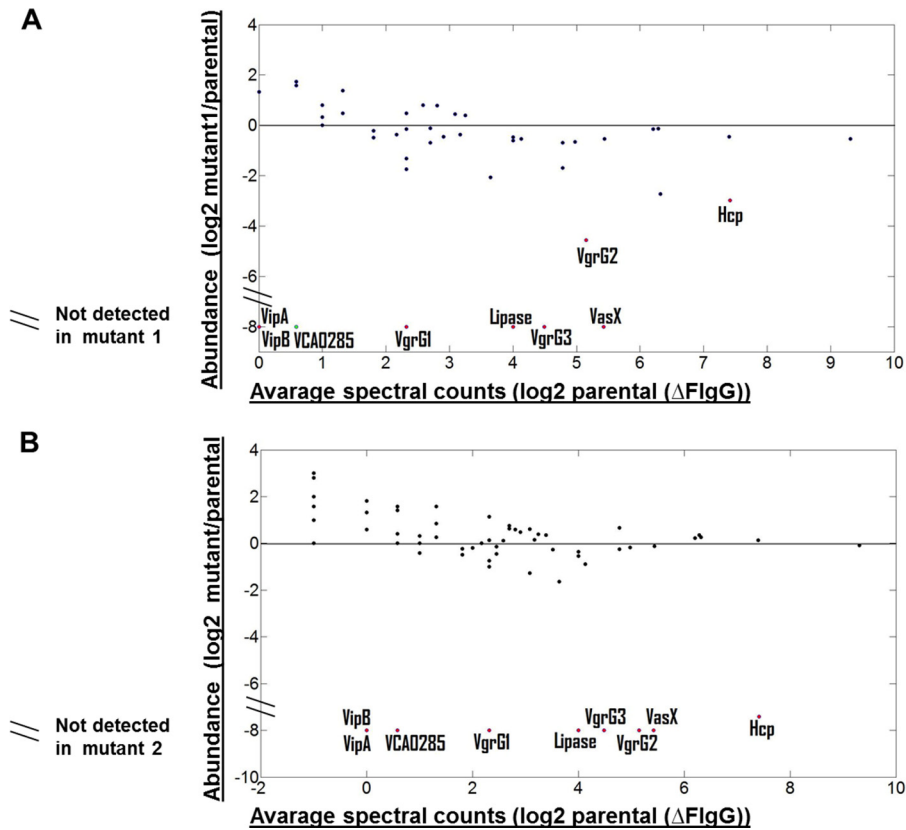 A
Abundance (log2 mutant1/parental)
4
2
0
-2
-4
-6
-8
0 1 2 3 4 5 6 7 8 9 10
Hcp
VgrG2
VipA
VipB
VCA0285
VgrG1
Lipase
VgrG3
VasX
Not detected
in mutant 1
Avarage spectral counts (log2 parental (∆FlgG))
B
Abundance (log2 mutant/parental
4
2
0
-2
-4
-6
-8
-10
-2 0 2 4 6 8 10
VipB
VipA
VCA0285
VgrG1
Lipase
VgrG3
VgrG2
VasX
Hcp
Not detected
in mutant 2
Avarage spectral counts (log2 parental (∆FlgG))